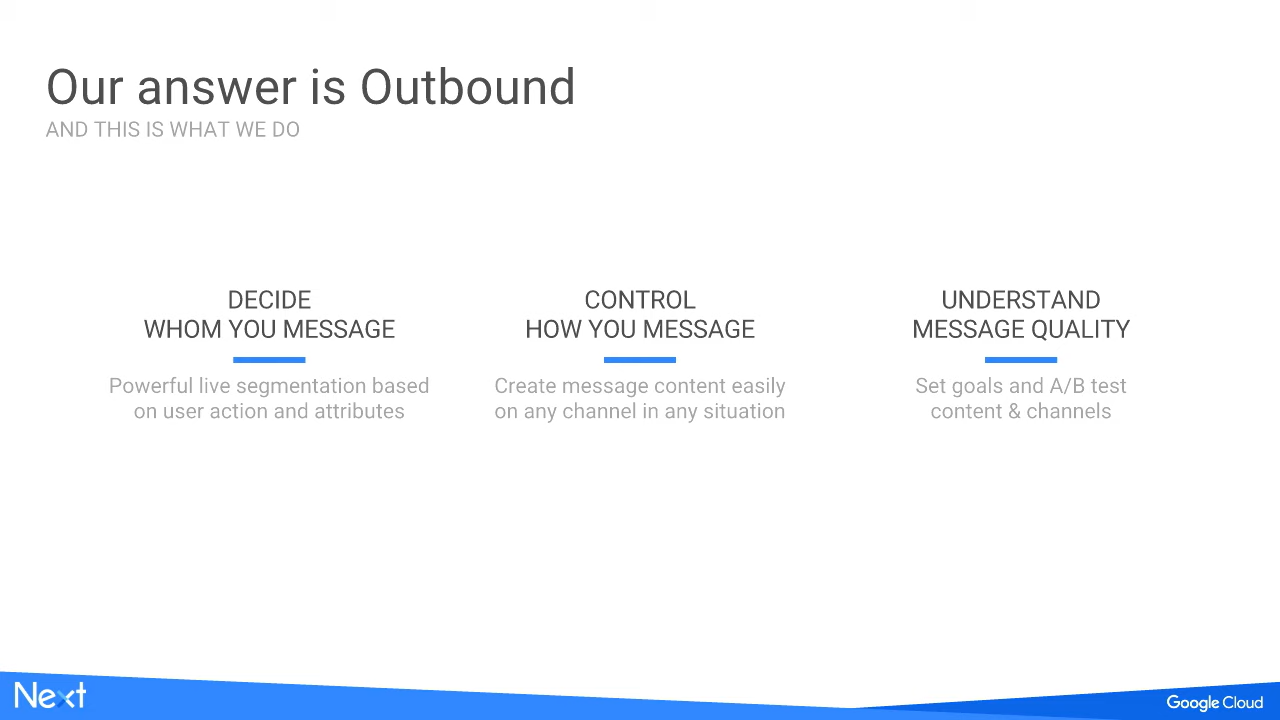 Our answer is Outbound
AND THIS IS WHAT WE DO
DECIDE
WHOM YOU MESSAGE
Powerful live segmentation based
on user action and attributes
CONTROL
HOW YOU MESSAGE
Create message content easily
on any channel in any situation
UNDERSTAND
MESSAGE QUALITY
Set goals and A/B test
content & channels
Next
Google Cloud